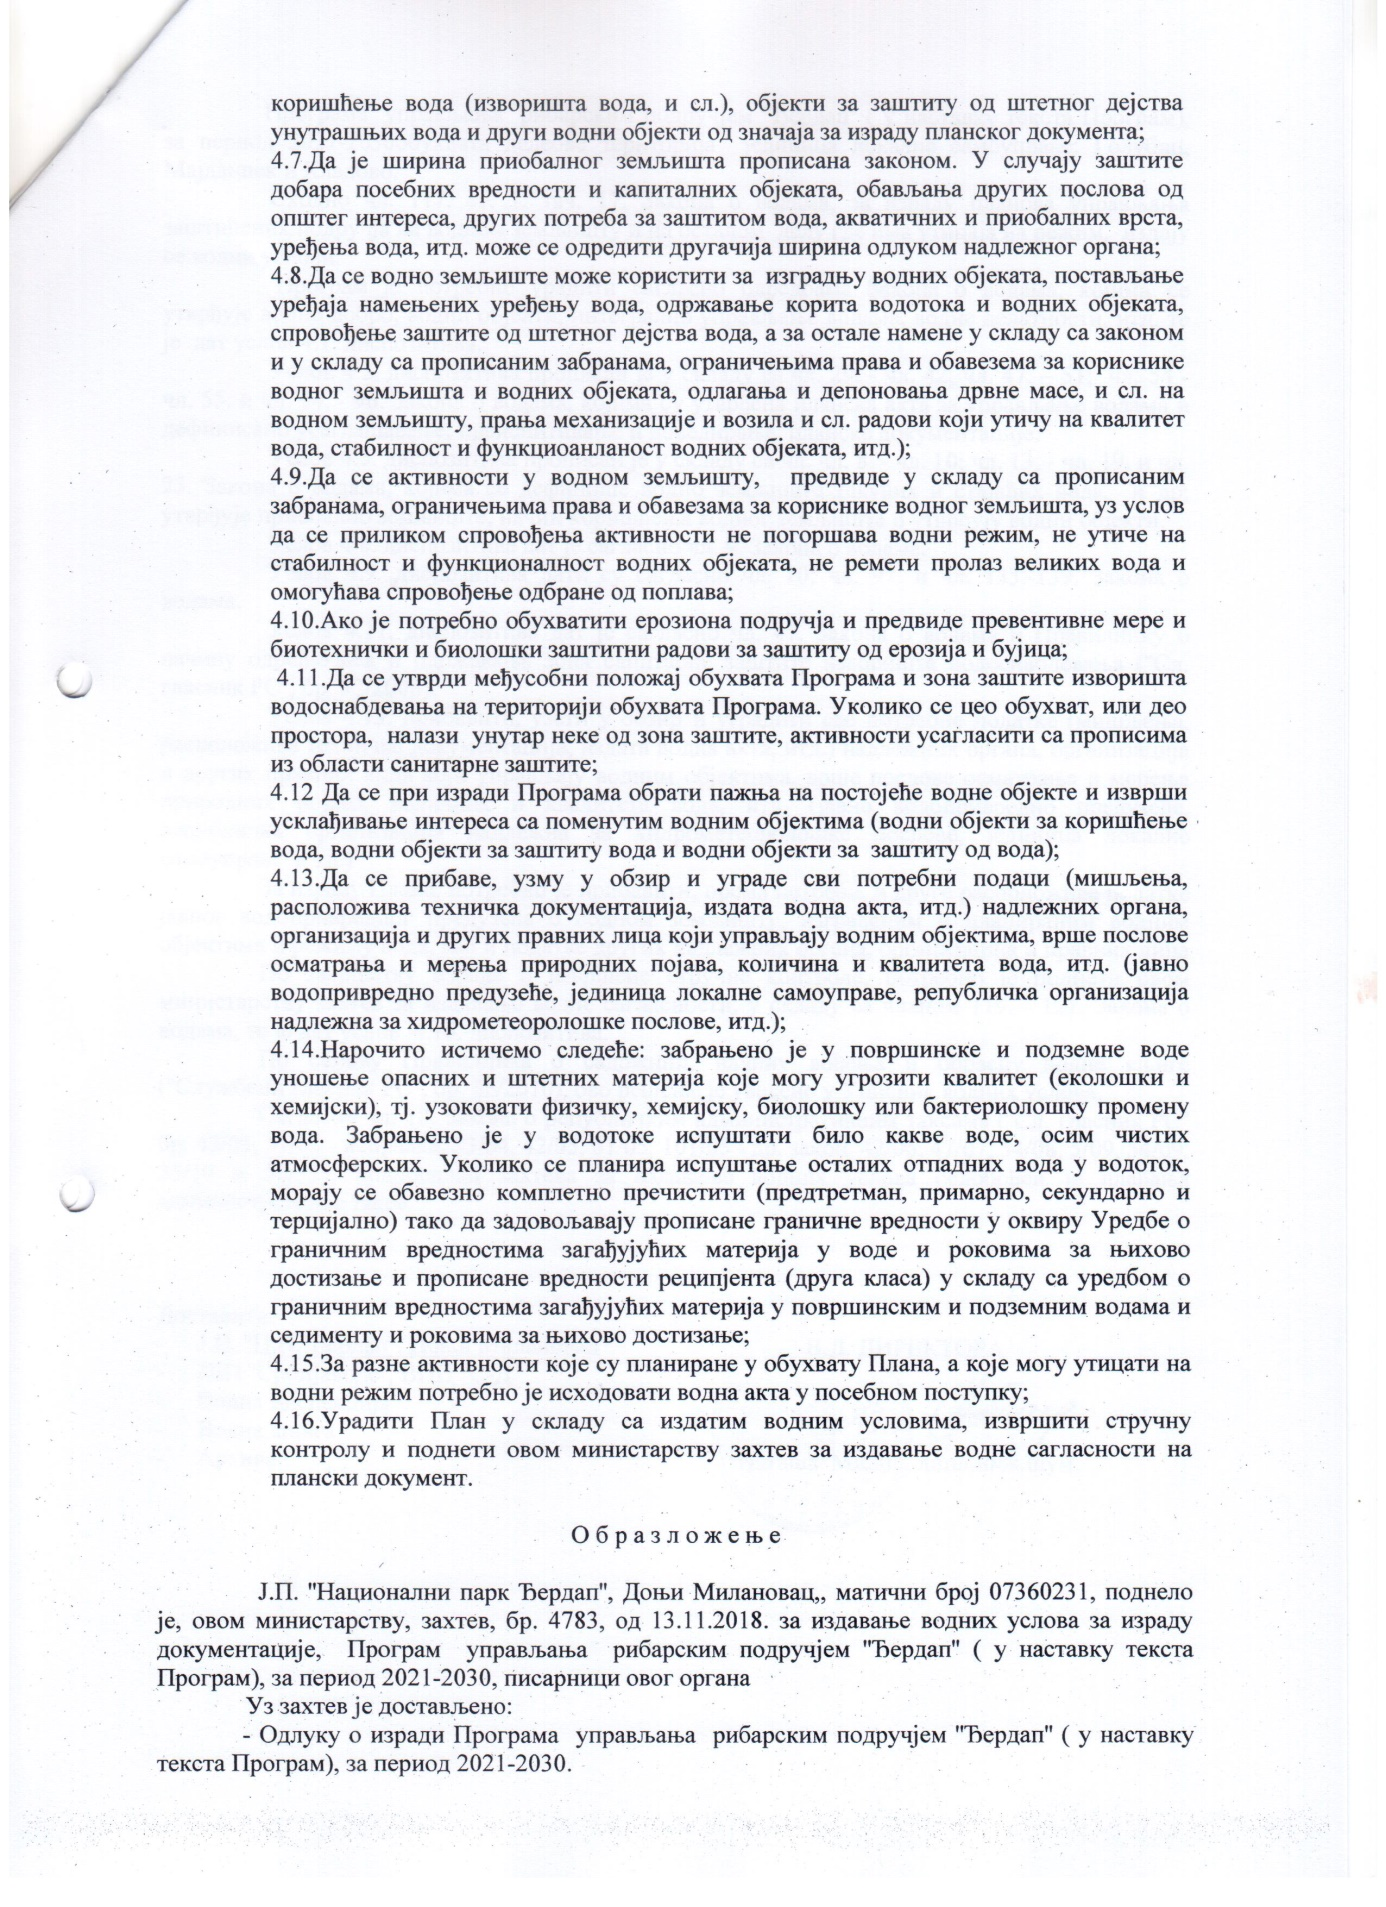 коришћење вода (изворишта вода, и сл.), објекти за заштиту од штетног дејства
унутрашњих вода и други водни објекти од значаја за израду планског документа;
4.7.Да је ширина приобалног земљишта прописана законом. У случају заштите
добара посебних вредности и капиталних објеката, обављања других послова од
општег интереса, других потреба за заштитом вода, акватичних и приобалних врста,
уређења вода, итд. може се одредити другачија ширина одлуком надлежног органа;
4.8.Да се водно земљиште може користити за изградњу водних објеката, постављање
уређаја намењених уређењу вода, одржавање корита водотока и водних објеката,
спровођење заштите од штетног дејства вода, а за остале намене у складу са законом
и у складу са прописаним забранама, ограничењима права и обавезема за кориснике
водног земљишта и водних објеката, одлагања и депоновања дрвне масе, и сл. на
водном земљишту, прања механизације и возила и сл. радови који утичу на квалитет
вода, стабилност и функциоанланост водних објеката, итд.);
4.9.Да се активности у водном земљишту, предвиде у складу са прописаним
забранама, ограничењима права и обавезама за кориснике водног земљишта, уз услов
да се приликом спровођења активности не погоршава водни режим, не утиче на
стабилност и функционалност водних објеката, не ремети пролаз великих вода и
омогућава спровођење одбране од поплава;
4.10.Ако је потребно обухватити ерозиона подручја и предвиде превентивне мере и
биотехнички и биолошки заштитни радови за заштиту од ерозија и бујица;
4.11.Да се утврди међусобни положај обухвата Програма и зона заштите изворишта
водоснабдевања на територији обухвата Програма. Уколико се цео обухват, или део
простора, налази унутар неке од зона заштите, активности усагласити са прописима
из области санитарне заштите;
4.12 Да се при изради Програма обрати пажња на постојеће водне објекте и изврши
усклађивање интереса са поменутим водним објектима (водни објекти за коришћење
вода, водни објекти за заштиту вода и водни објекти за заштиту од вода);
4.13.Да се прибаве, узму у обзир и уграде сви потребни подаци (мишљења,
расположива техничка документација, издата водна акта, итд.) надлежних органа,
организација и других правних лица који управљају водним објектима, врше послове
осматрања и мерења природних појава, количина и квалитета вода, итд. (јавно
водопривредно предузеће, јединица локалне самоуправе, републичка организација
надлежна за хидрометеоролошке послове, итд.);
4.14.Нарочито истичемо следеће: забрањено је у површинске и подземне воде
уношење опасних и штетних материја које могу угрозити квалитет (еколошки и
хемијски), тј. узоковати физичку, хемијску, биолошку или бактериолошку промену
вода. Забрањено је у водотоке испуштати било какве воде, осим чистих
атмосферских. Уколико се планира испуштање осталих отпадних вода у водоток,
морају се обавезно комплетно пречистити (предтретман, примарно, секундарно и
терцијално) тако да задовољавају прописане граничне вредности у оквиру Уредбе о
граничним вредностима загађујућих материја у воде и роковима за њихово
достизање и прописане вредности реципјента (друга класа) у складу са уредбом о
граничним вредностима загађујућих материја у површинским и подземним водама и
седименту и роковима за њихово достизање;
4.15.За разне активности које су планиране у обухвату Плана, а које могу утицати на
водни режим потребно је исходовати водна акта у посебном поступку;
4.16.Урадити План у складу са издатим водним условима, извршити стручну
контролу и поднети овом министарству захтев за издавање водне сагласности на
плански документ.
О б р а з л о ж е њ е
Ј.П. "Национални парк Ђердап", Доњи Милановац,, матични број 07360231, поднело
је, овом министарству, захтев, бр. 4783, од 13.11.2018. за издавање водних услова за израду
документације, Програм управљања рибарским подручјем "Ђердап" ( у наставку текста
Програм), за период 2021-2030, писарници овог органа
Уз захтев је достављено:
- Одлуку о изради Програма управљања рибарским подручјем "Ђердап" ( у наставку
текста Програм), за период 2021-2030.